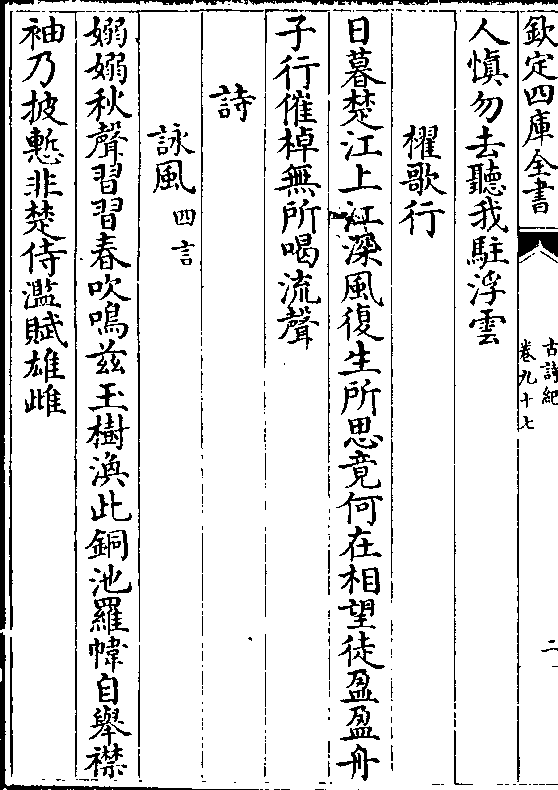 欽定四庫全書
古詩紀
卷九十七
二
人慎勿去聽我駐浮雲
櫂歌行
日暮楚江上江深風復生所思竟何在相望徒盈盈舟
子行催棹無所喝流聲
詩
詠風四言
嫋嫋秋聲習習春吹鳴兹玉樹渙此銅池羅幃自舉襟
袖乃披慙非楚侍濫賦雄雌